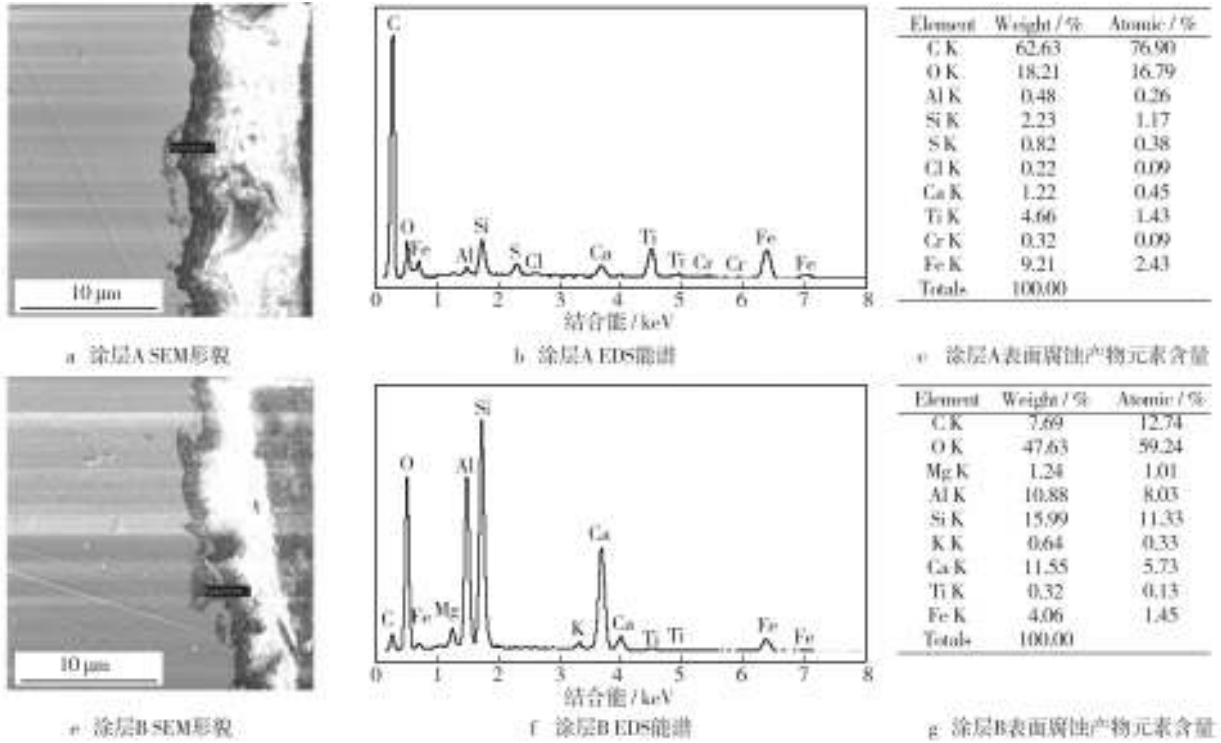 10 μm
C
O
Fe
Al
Si
S
Cl
Ca
Ti
Ti
Cr
Cr
Fe
Fe
0 1 2 3 4 5 6 7 8
结合能 / keV
Element Weight / % Atomic / %
C K 62.63 76.90
O K 18.21 16.79
Al K 0.48 0.26
Si K 2.23 1.17
S K 0.82 0.38
Cl K 0.22 0.09
Ca K 1.22 0.45
Ti K 4.66 1.43
Cr K 0.32 0.09
Fe K 9.21 2.43
Totals 100.00
a 涂层A SEM形貌
b 涂层A EDS能谱
c 涂层A表面腐蚀产物元素含量
10 μm
C
O
Fe
Mg
Al
Si
K
Ca
Ca
Ti
Ti
Fe
Fe
0 1 2 3 4 5 6 7 8
结合能 / keV
Element Weight / % Atomic / %
C K 7.69 12.74
O K 47.63 59.24
Mg K 1.24 1.01
Al K 10.88 8.03
Si K 15.99 11.33
K K 0.64 0.33
Ca K 11.55 5.73
Ti K 0.32 0.13
Fe K 4.06 1.45
Totals 100.00
e 涂层B SEM形貌
f 涂层B EDS能谱
g 涂层B表面腐蚀产物元素含量